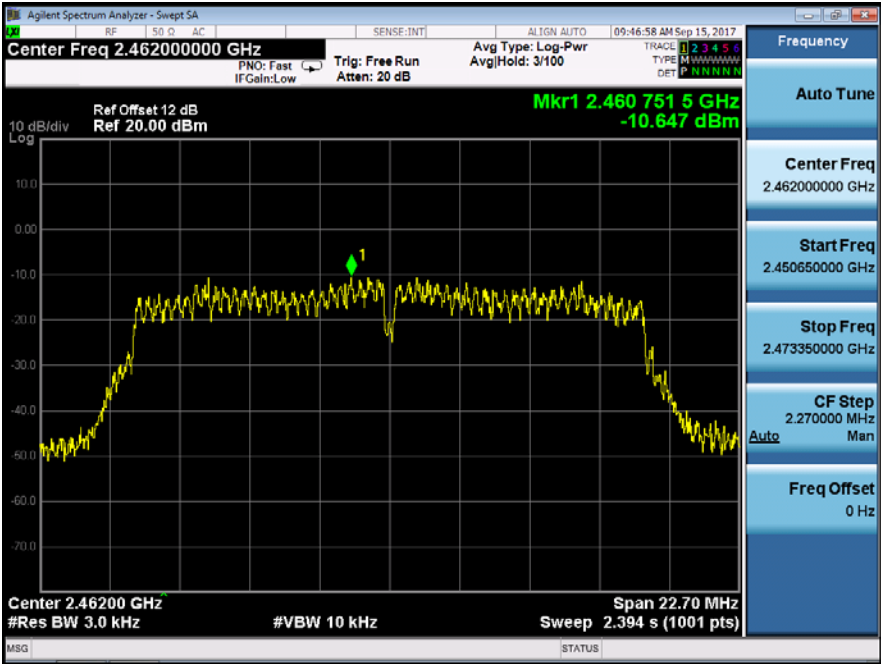 Agilent Spectrum Analyzer - Swept SA
RF 50 Ω AC SENSE:INT ALIGN AUTO 09:46:58 AM Sep 15, 2017
Center Freq 2.462000000 GHz
PNO: Fast
IFGain:Low
Trig: Free Run
Atten: 20 dB
Avg Type: Log-Pwr
Avg|Hold: 3/100
TRACE 1 2 3 4 5 6
TYPE M WWWWW
DET P N N N N N
Ref Offset 12 dB
Ref 20.00 dBm
10 dB/div
Log
Mkr1 2.460 751 5 GHz
-10.647 dBm
1
10.0
0.00
-10.0
-20.0
-30.0
-40.0
-50.0
-60.0
-70.0
Center 2.46200 GHz
Span 22.70 MHz
#Res BW 3.0 kHz
#VBW 10 kHz
Sweep 2.394 s (1001 pts)
MSG
STATUS
Frequency
Auto Tune
Center Freq
2.462000000 GHz
Start Freq
2.450650000 GHz
Stop Freq
2.473350000 GHz
CF Step
2.270000 MHz
Auto Man
Freq Offset
0 Hz